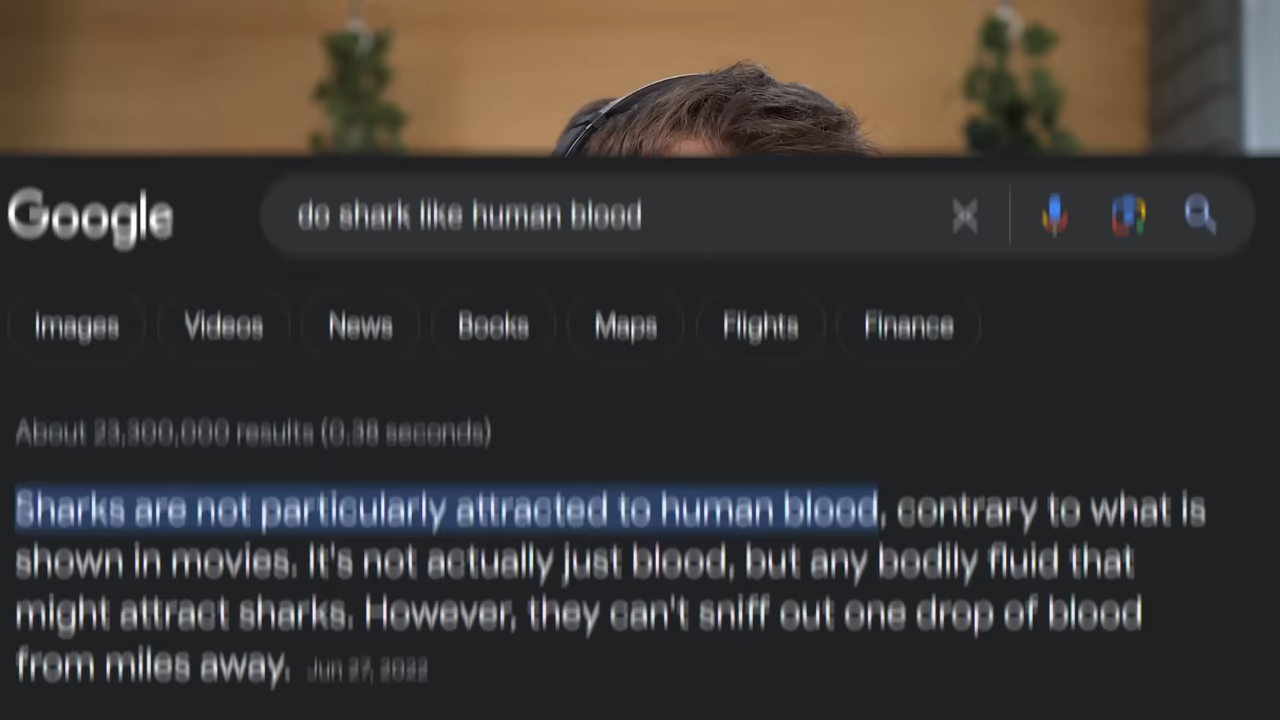 Google
do shark like human blood
Images Videos News Books Maps Flights Finance
About 23,300,000 results (0.38 seconds)
Sharks are not particularly attracted to human blood, contrary to what is
shown in movies. It's not actually just blood, but any bodily fluid that
might attract sharks. However, they can't sniff out one drop of blood
from miles away. Jun 27, 2022